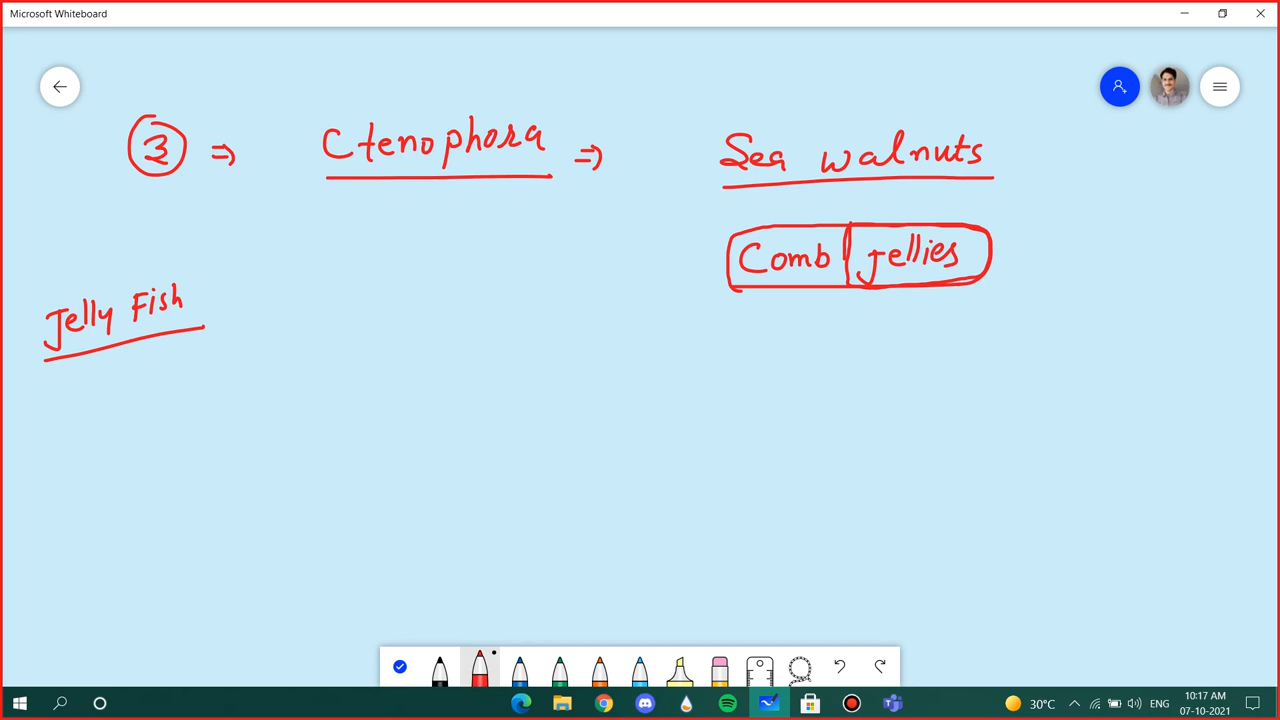 Microsoft Whiteboard
③ ⇒ Ctenophora ⇒ Sea walnuts
Comb Jellies
Jelly Fish
30°C
ENG
10:17 AM
07-10-2021